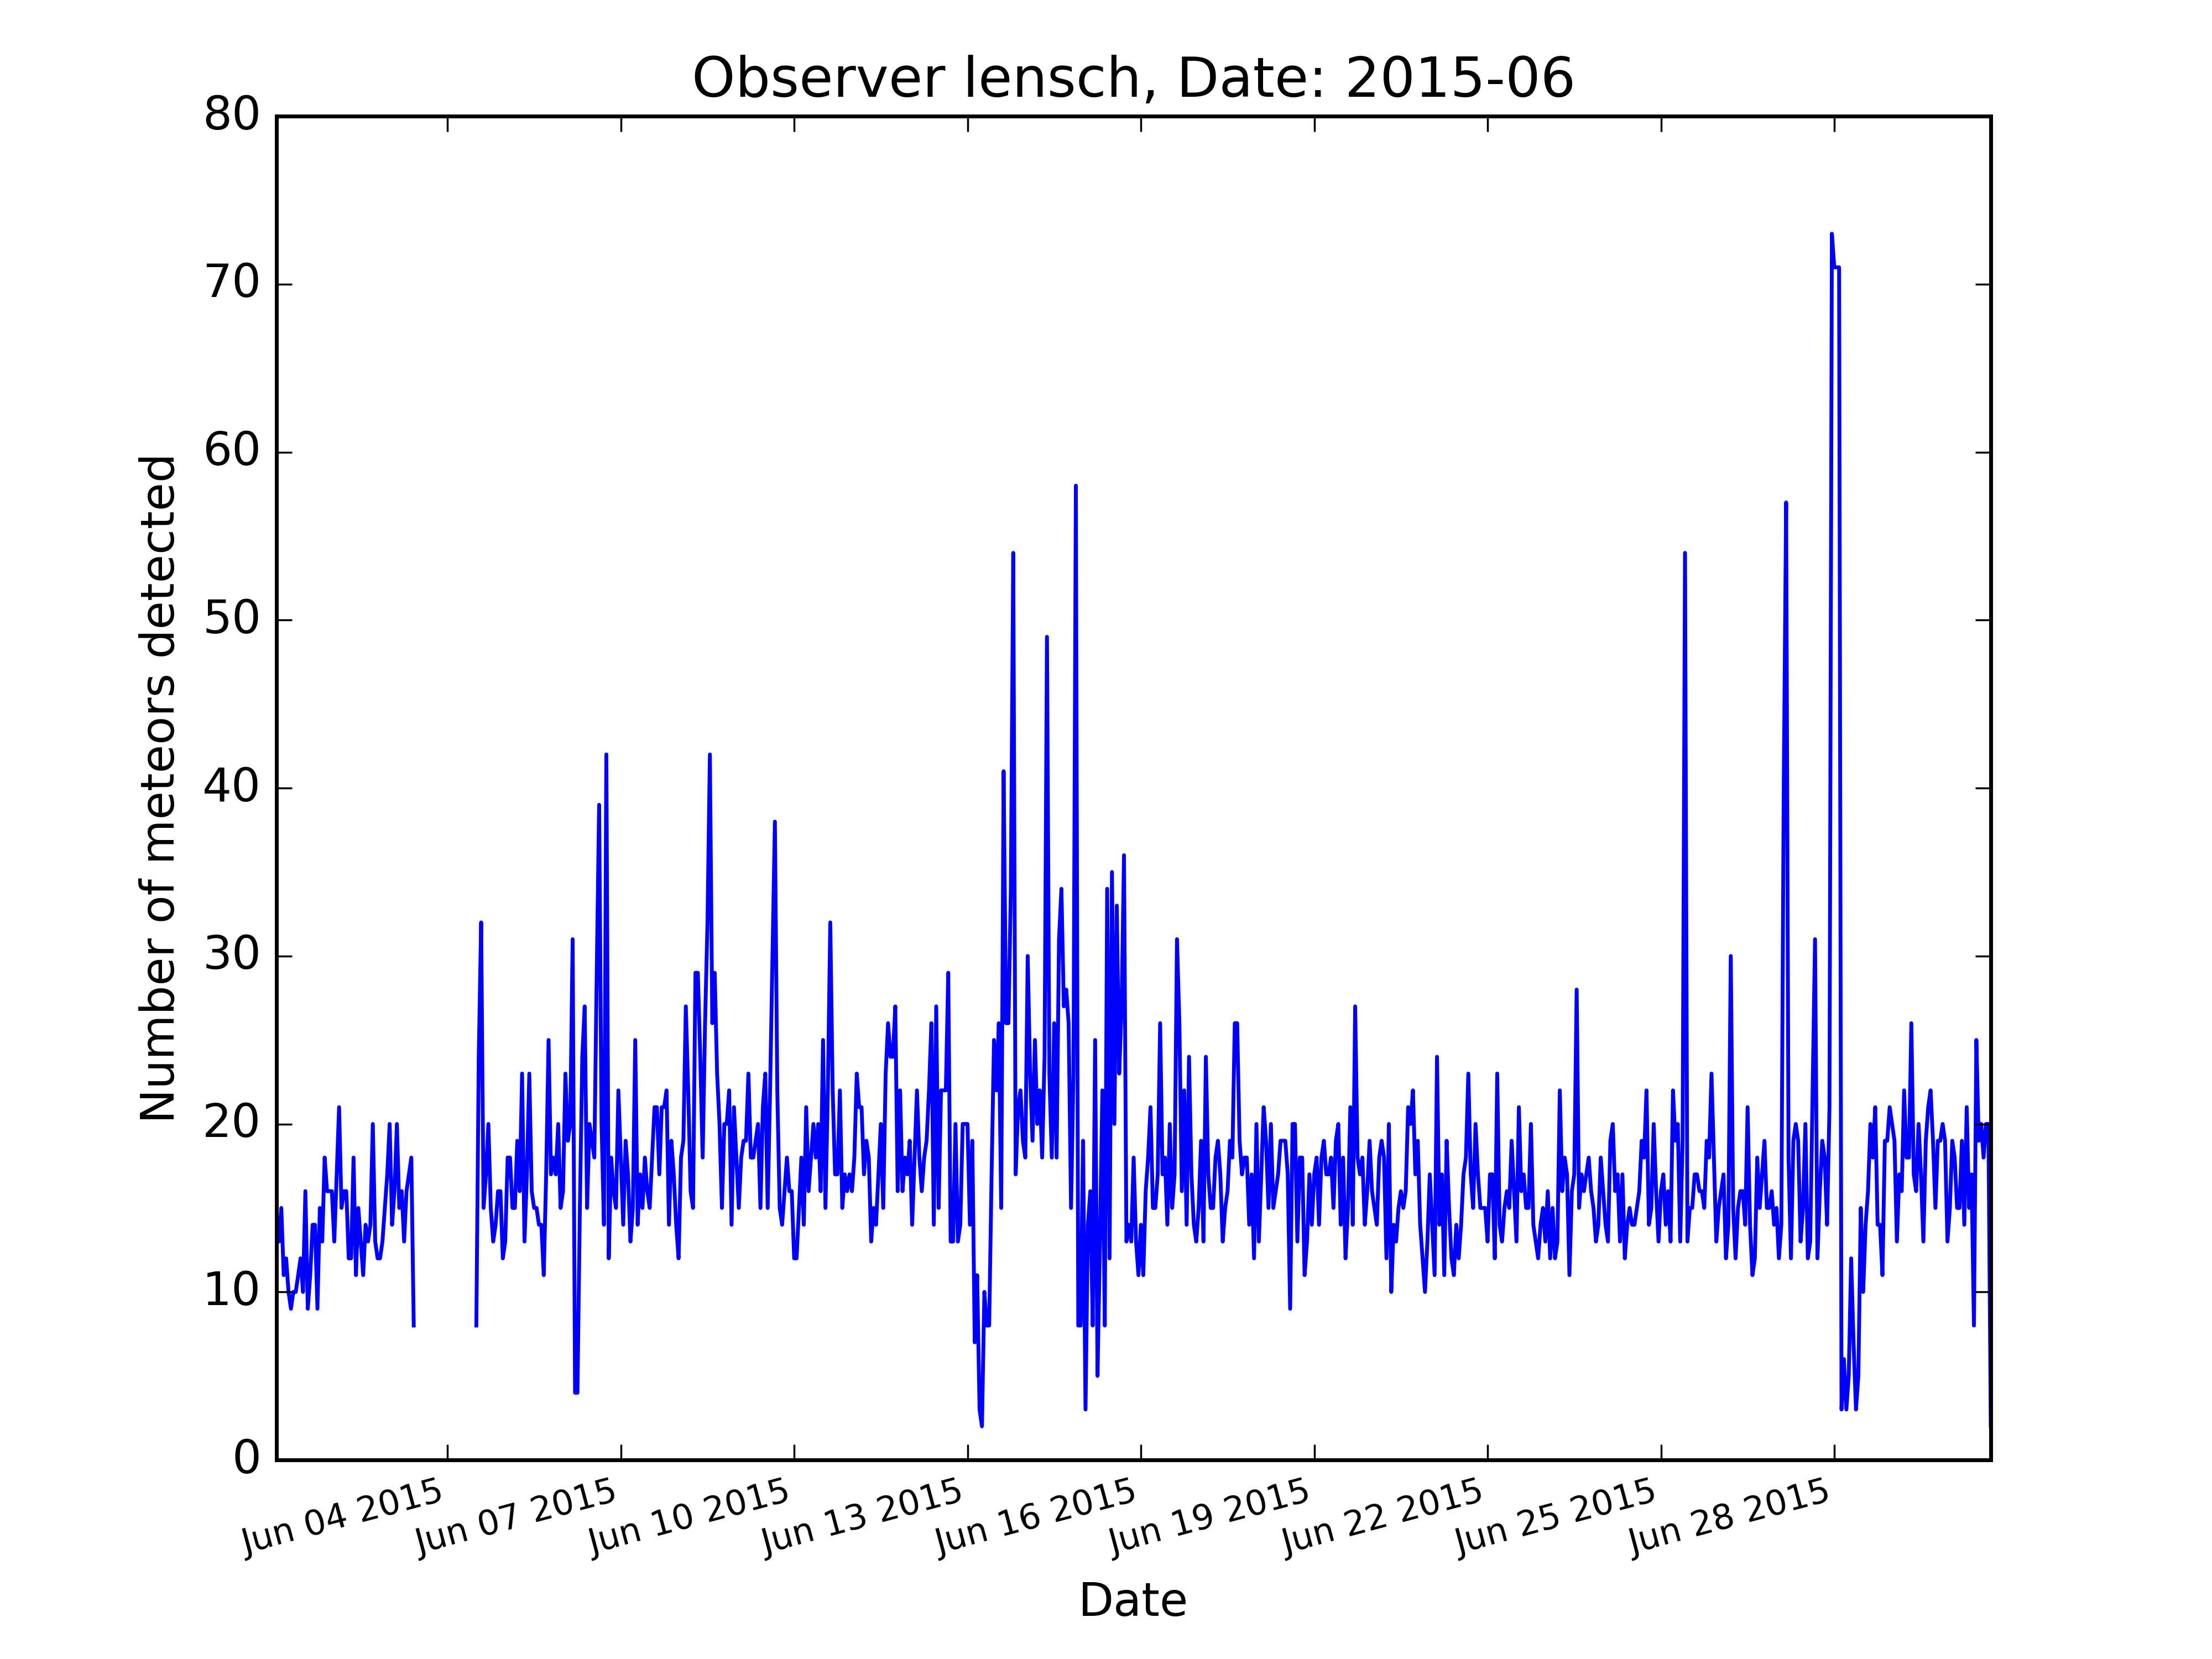 Observer lensch, Date: 2015-06
80
70
60
50
40
30
20
10
0
Number of meteors detected
Jun 04 2015
Jun 07 2015
Jun 10 2015
Jun 13 2015
Jun 16 2015
Jun 19 2015
Jun 22 2015
Jun 25 2015
Jun 28 2015
Date